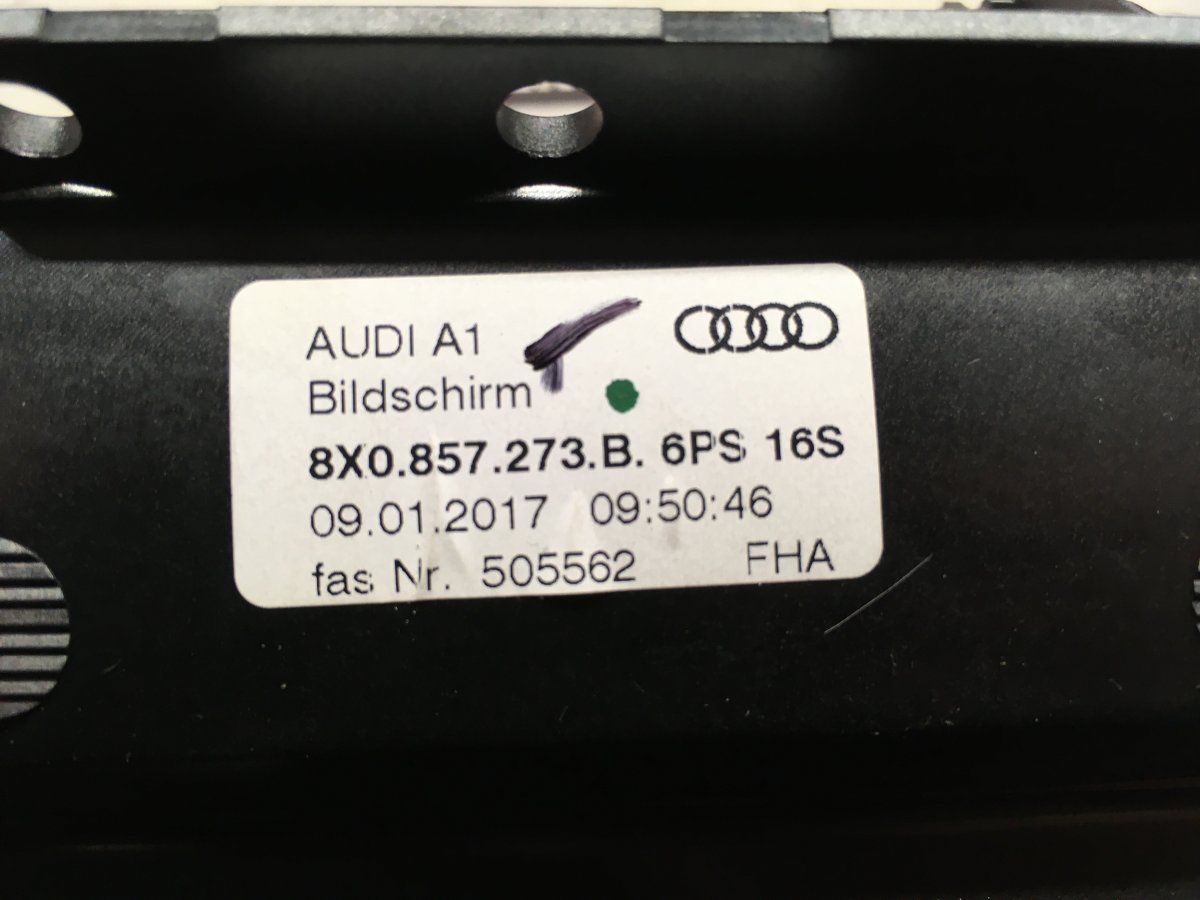 AUDI A1
Bildschirm
8X0.857.273.B. 6PS 16S
09.01.2017 09:50:46
fas Nr. 505562 FHA